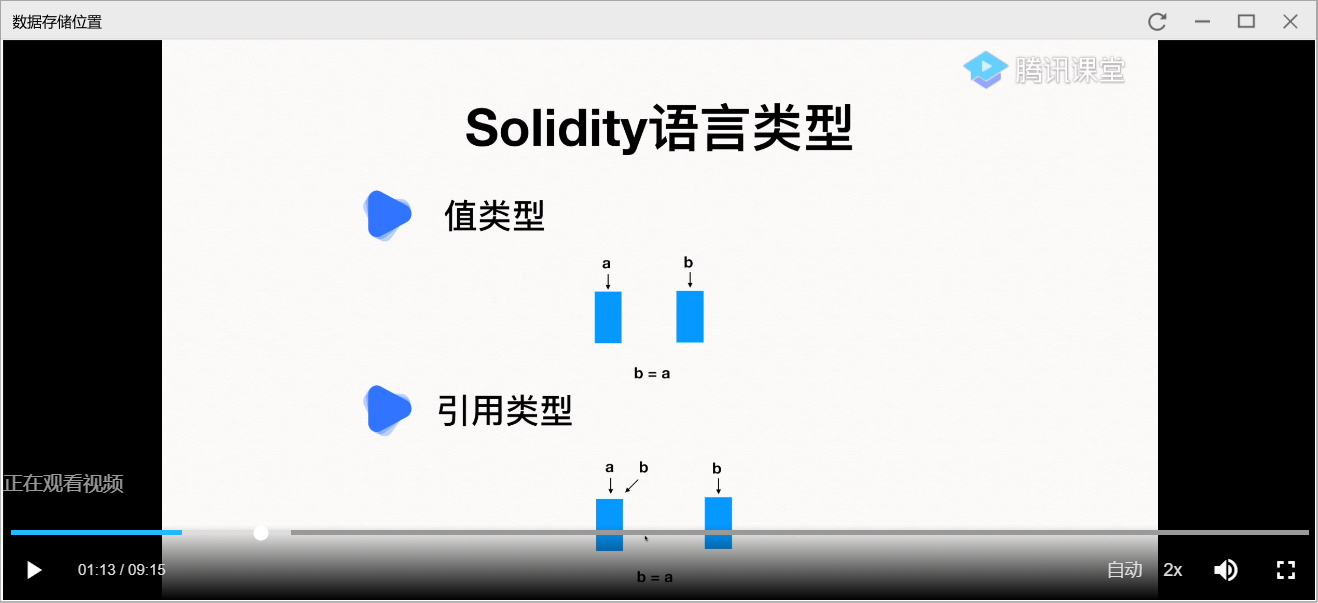 数据存储位置
腾讯课堂
Solidity语言类型
值类型
a b
b = a
引用类型
a b b
正在观看视频
b = a
01:13 / 09:15 自动 2x